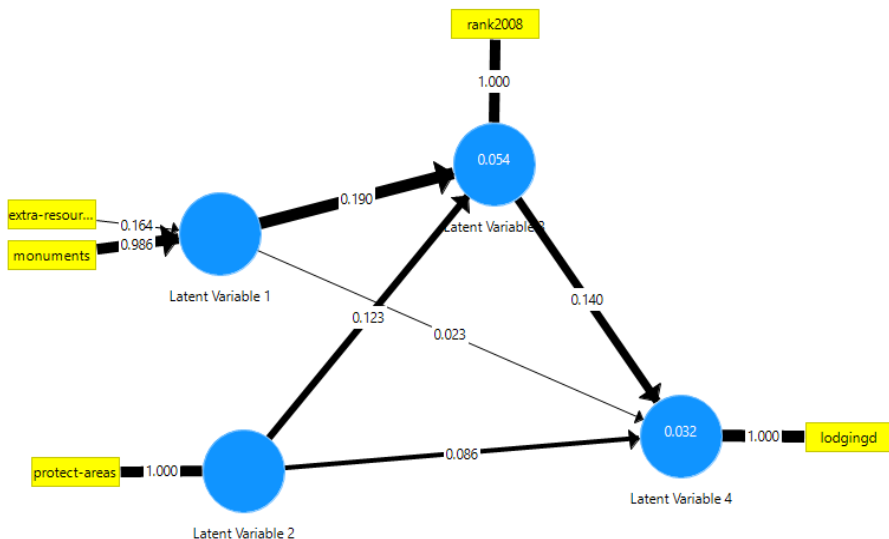 rank2008
1.000
0.054
0.190
extra-resour...
0.164
monuments
0.986
Latent Variable
Latent Variable 1
0.140
0.123
0.023
0.032
1.000
lodgingd
0.086
protect-areas
1.000
Latent Variable 4
Latent Variable 2